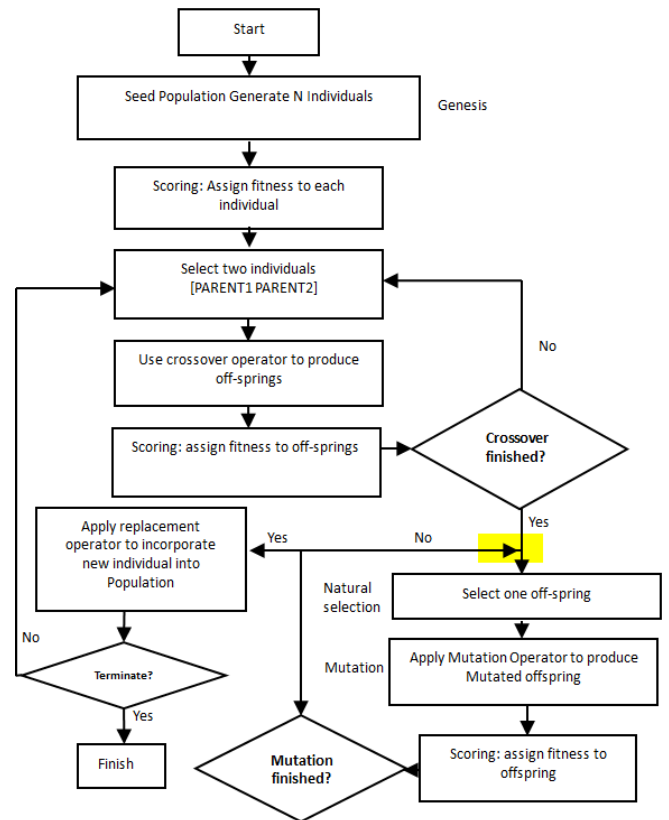 Start
Seed Population Generate N Individuals
Genesis
Scoring: Assign fitness to each
individual
Select two individuals
[PARENT1 PARENT2]
No
Use crossover operator to produce
off-springs
Scoring: assign fitness to off-springs
Crossover
finished?
Yes
Apply replacement
operator to incorporate
new individual into
Population
Yes
No
Natural
selection
Select one off-spring
Mutation
Apply Mutation Operator to produce
Mutated offspring
No
Terminate?
Yes
Finish
Mutation
finished?
Scoring: assign fitness to
offspring